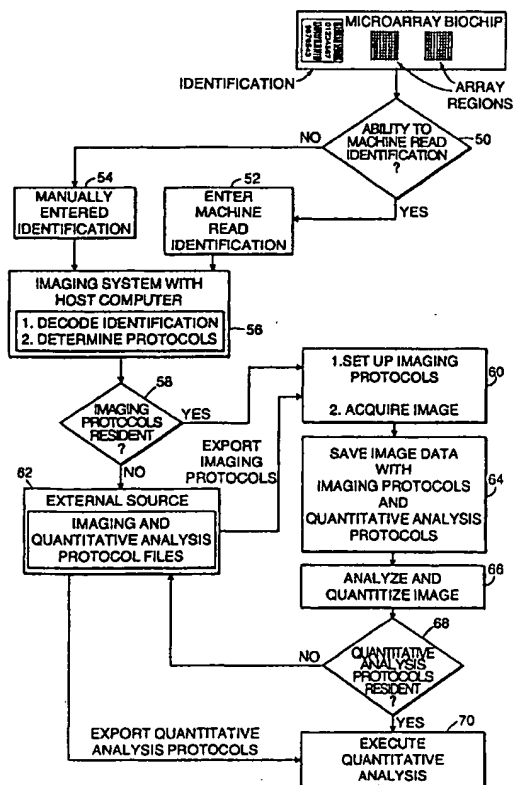 MICROARRAY BIOCHIP
IDENTIFICATION
ARRAY
REGIONS
ABILITY TO
MACHINE READ
IDENTIFICATION
?
50
NO
YES
54
MANUALLY
ENTERED
IDENTIFICATION
52
ENTER
MACHINE
READ
IDENTIFICATION
IMAGING SYSTEM WITH
HOST COMPUTER
1. DECODE IDENTIFICATION
2. DETERMINE PROTOCOLS
56
58
IMAGING
PROTOCOLS
RESIDENT
?
YES
NO
EXPORT
IMAGING
PROTOCOLS
1.SET UP IMAGING
PROTOCOLS
2. ACQUIRE IMAGE
60
62
EXTERNAL SOURCE
IMAGING AND
QUANTITATIVE ANALYSIS
PROTOCOL FILES
SAVE IMAGE DATA
WITH
IMAGING PROTOCOLS
AND
QUANTITATIVE ANALYSIS
PROTOCOLS
64
ANALYZE AND
QUANTITIZE IMAGE
66
68
QUANTITATIVE
ANALYSIS
PROTOCOLS
RESIDENT
?
NO
YES
EXPORT QUANTITATIVE
ANALYSIS PROTOCOLS
70
EXECUTE
QUANTITATIVE
ANALYSIS